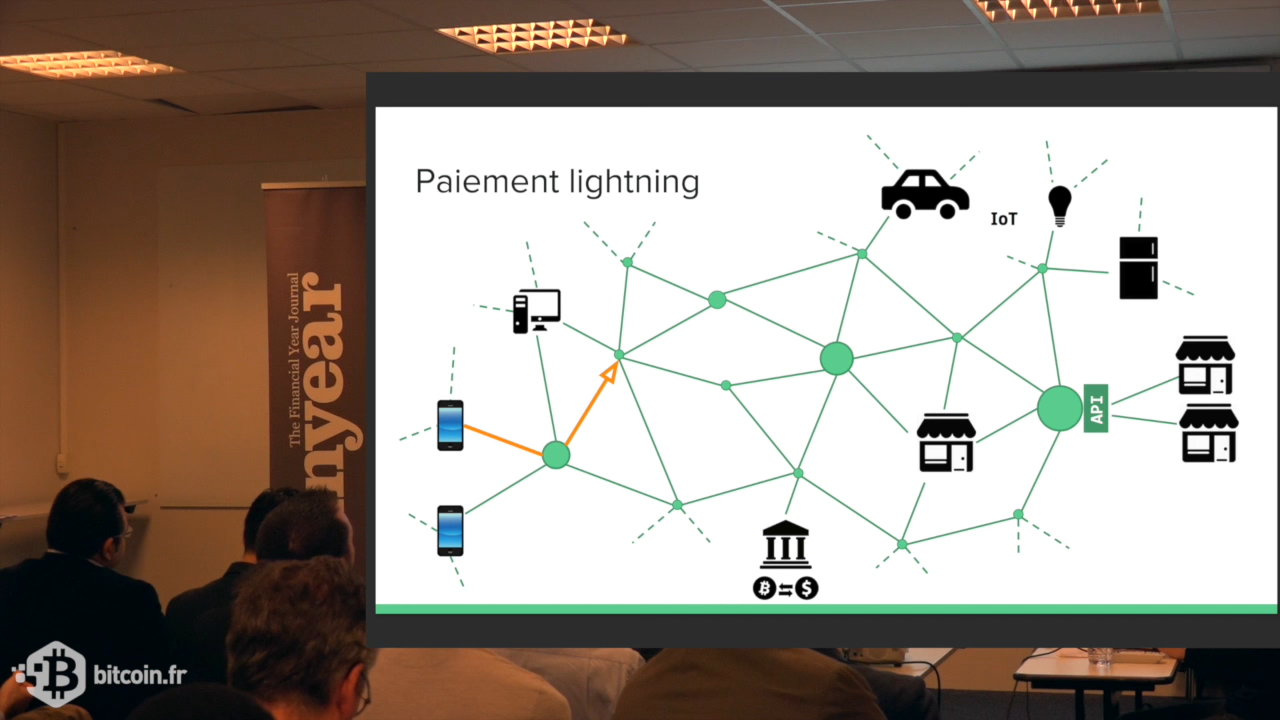 Paiement lightning
IoT
API
The Financial Year Journal
nyear
bitcoin.fr